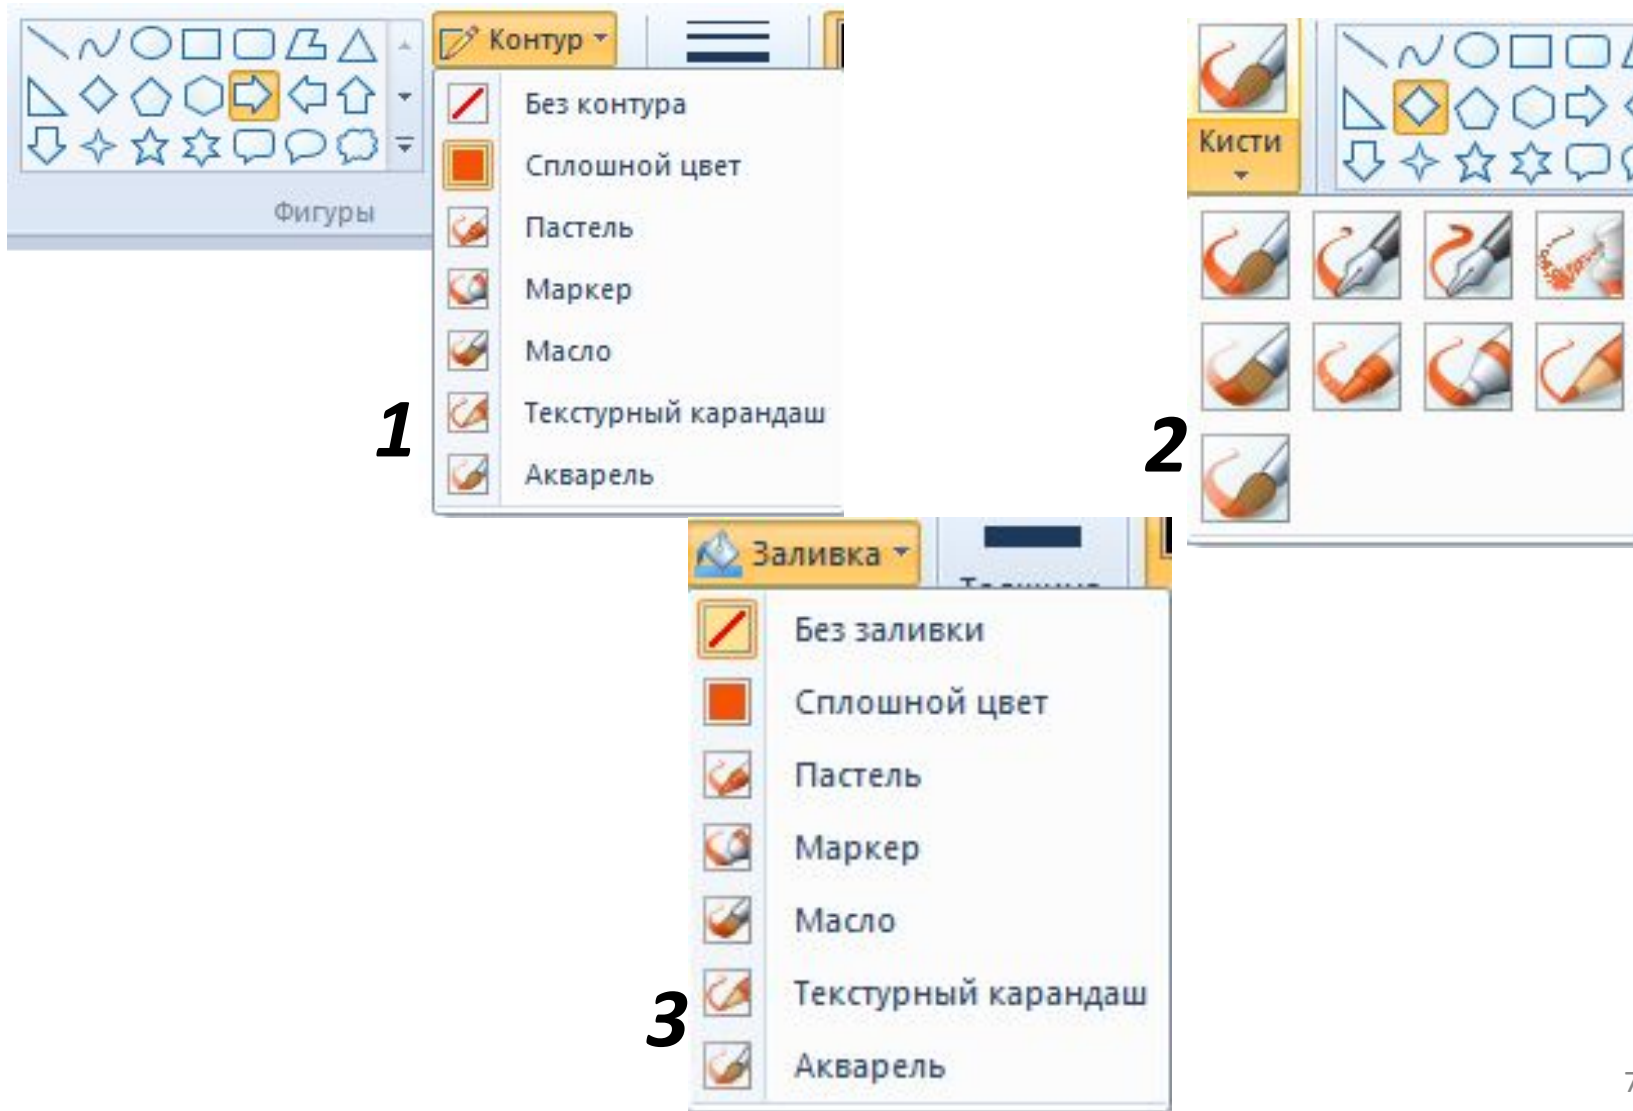 Контур
Без контура
Сплошной цвет
Пастель
Маркер
Масло
Текстурный карандаш
Акварель
Фигуры
1
Кисти
2
Заливка
Без заливки
Сплошной цвет
Пастель
Маркер
Масло
Текстурный карандаш
Акварель
3
7